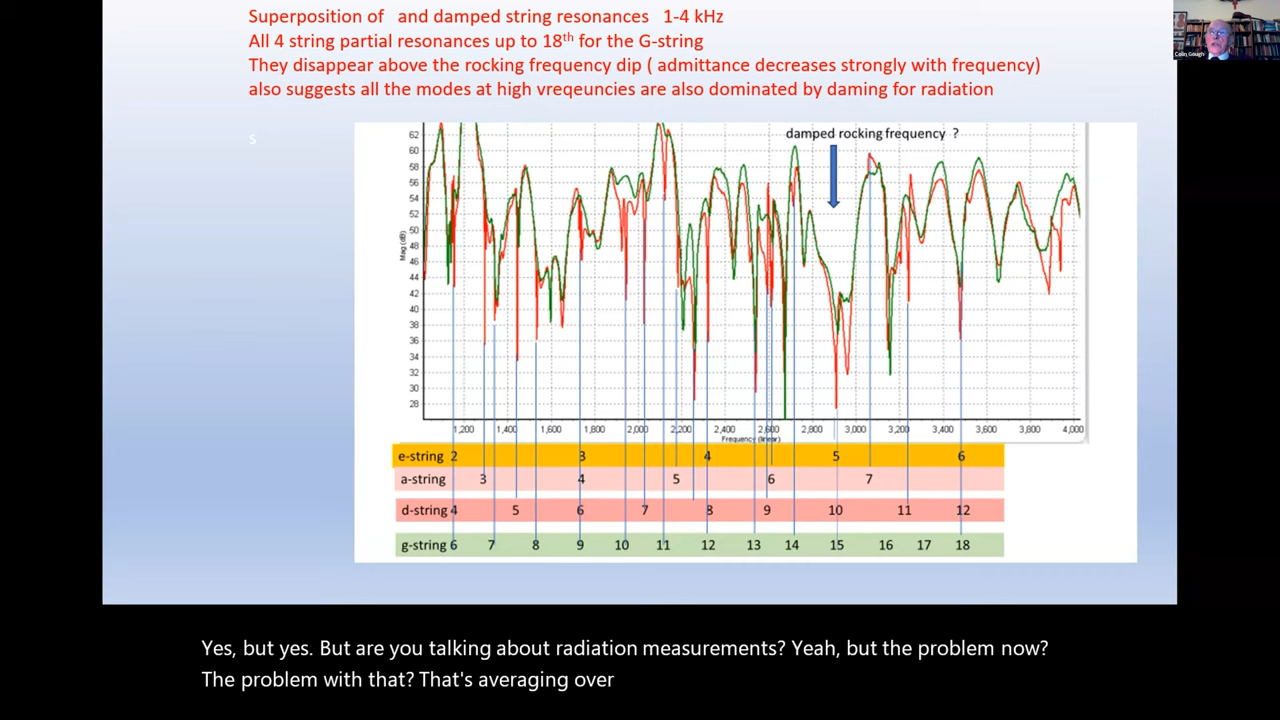 Superposition of and damped string resonances 1-4 kHz
All 4 string partial resonances up to 18th for the G-string
They disappear above the rocking frequency dip ( admittance decreases strongly with frequency)
also suggests all the modes at high vreqeuncies are also dominated by daming for radiation
Colin Gough
s
damped rocking frequency ?
62
60
58
56
54
52
50
48
46
44
42
40
38
36
34
32
30
28
Mag (dB)
1,200 1,400 1,600 1,800 2,000 2,200 2,400 2,600 2,800 3,000 3,200 3,400 3,600 3,800 4,000
Frequency (linear)
e-string 2 3 4 5 6
a-string 3 4 5 6 7
d-string 4 5 6 7 8 9 10 11 12
g-string 6 7 8 9 10 11 12 13 14 15 16 17 18
Yes, but yes. But are you talking about radiation measurements? Yeah, but the problem now?
The problem with that? That's averaging over